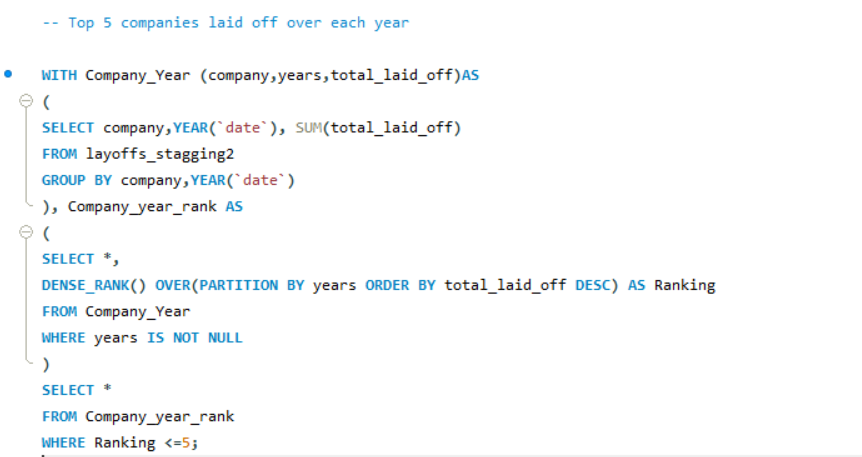 -- Top 5 companies laid off over each year
WITH Company_Year (company,years,total_laid_off)AS
(
SELECT company,YEAR(`date`), SUM(total_laid_off)
FROM layoffs_stagging2
GROUP BY company,YEAR(`date`)
), Company_year_rank AS
(
SELECT *,
DENSE_RANK() OVER(PARTITION BY years ORDER BY total_laid_off DESC) AS Ranking
FROM Company_Year
WHERE years IS NOT NULL
)
SELECT *
FROM Company_year_rank
WHERE Ranking <=5;